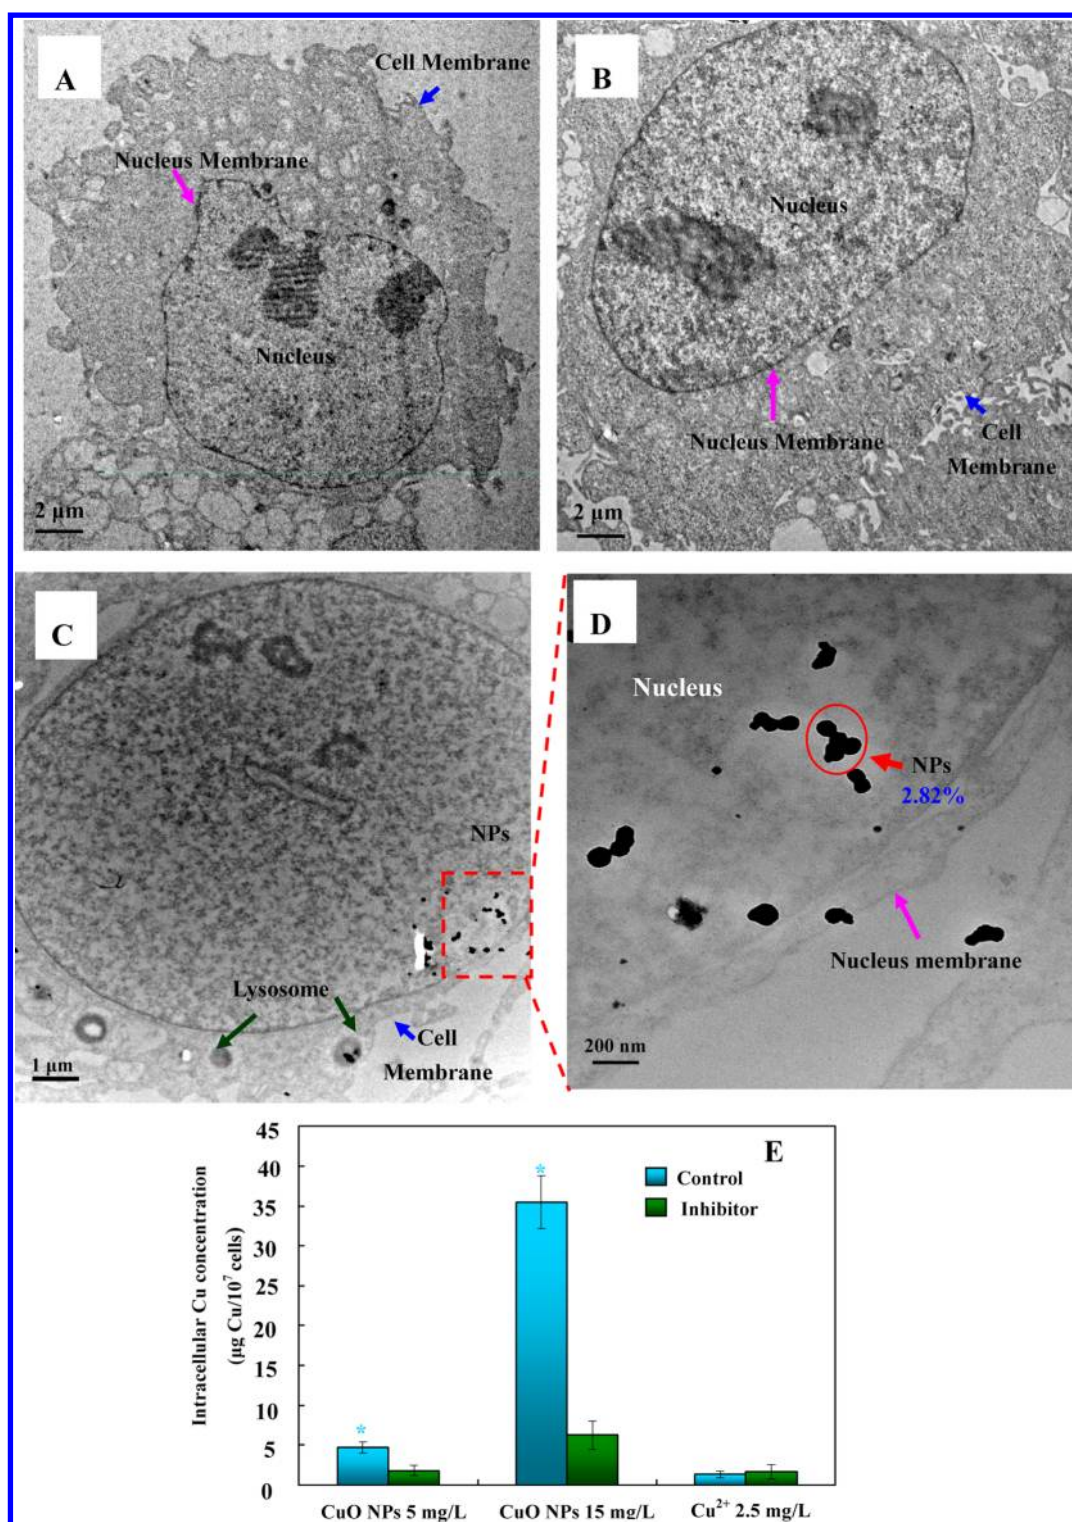 A
Cell Membrane
Nucleus Membrane
Nucleus
2 μm
B
Nucleus
Nucleus Membrane
Cell
Membrane
2 μm
C
NPs
Lysosome
Cell
Membrane
1 μm
D
Nucleus
NPs
2.82%
Nucleus membrane
200 nm
E
Intracellular Cu concentration
(μg Cu/10⁷ cells)
45
40
35
30
25
20
15
10
5
0
*
*
Control
Inhibitor
CuO NPs 5 mg/L
CuO NPs 15 mg/L
Cu²⁺ 2.5 mg/L